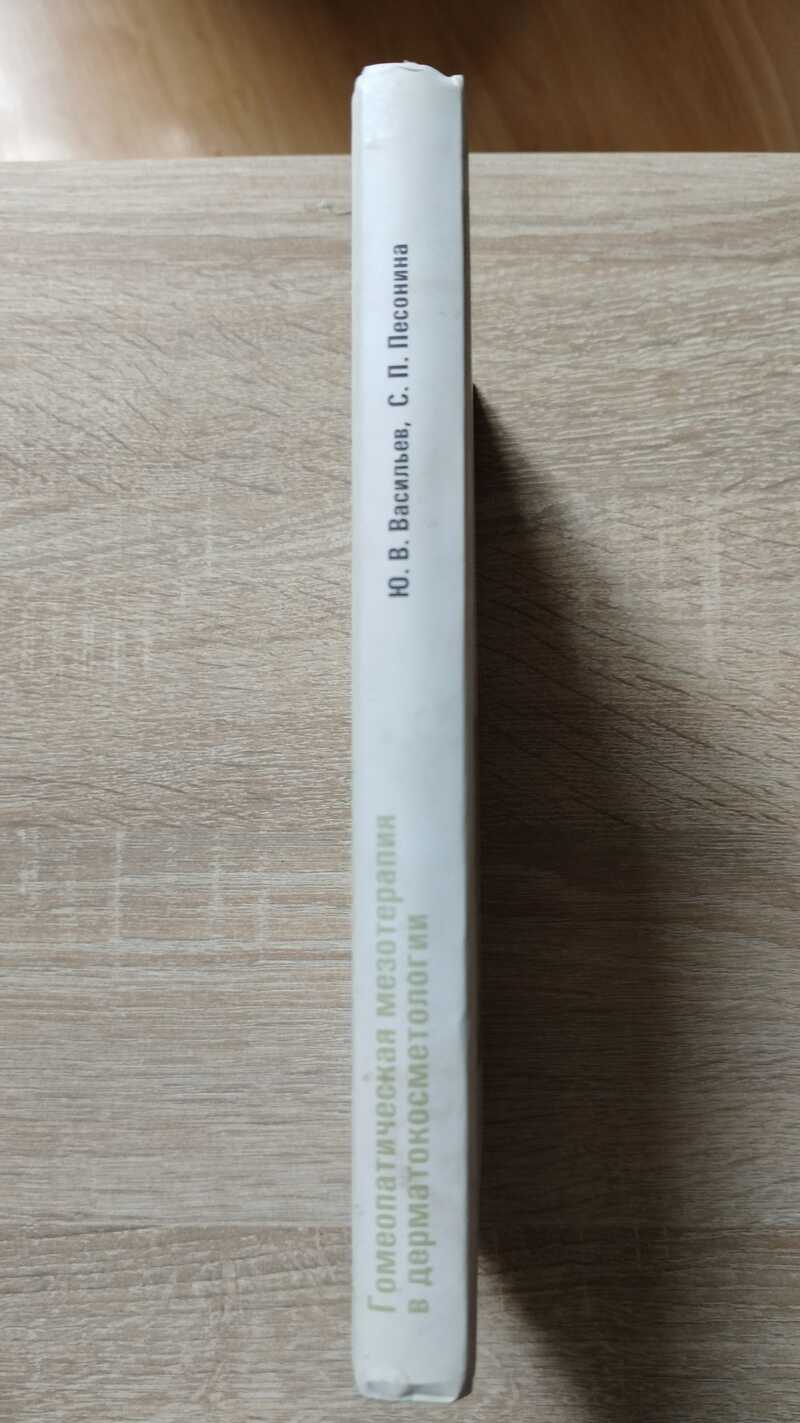 Гомеопатическая мезотерапия
в дерматокосметологии
Ю. В. Васильев, С. П. Песонина